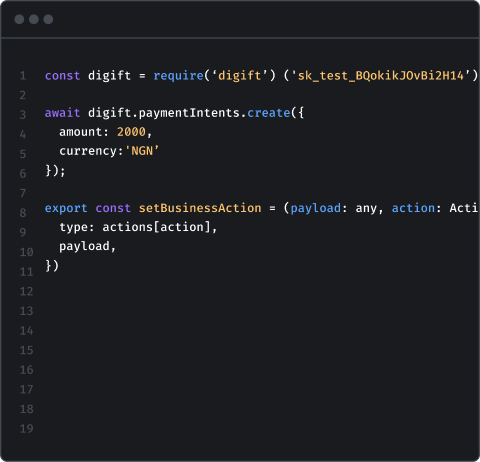 1 const digift = require(‘digift’) ('sk_test_BQokikJOvBi2H14’)
2
3 await digift.paymentIntents.create({
4 amount: 2000,
5 currency:'NGN’
6 });
7
8 export const setBusinessAction = (payload: any, action: Acti
9 type: actions[action],
10 payload,
11 })
12
13
14
15
16
17
18
19